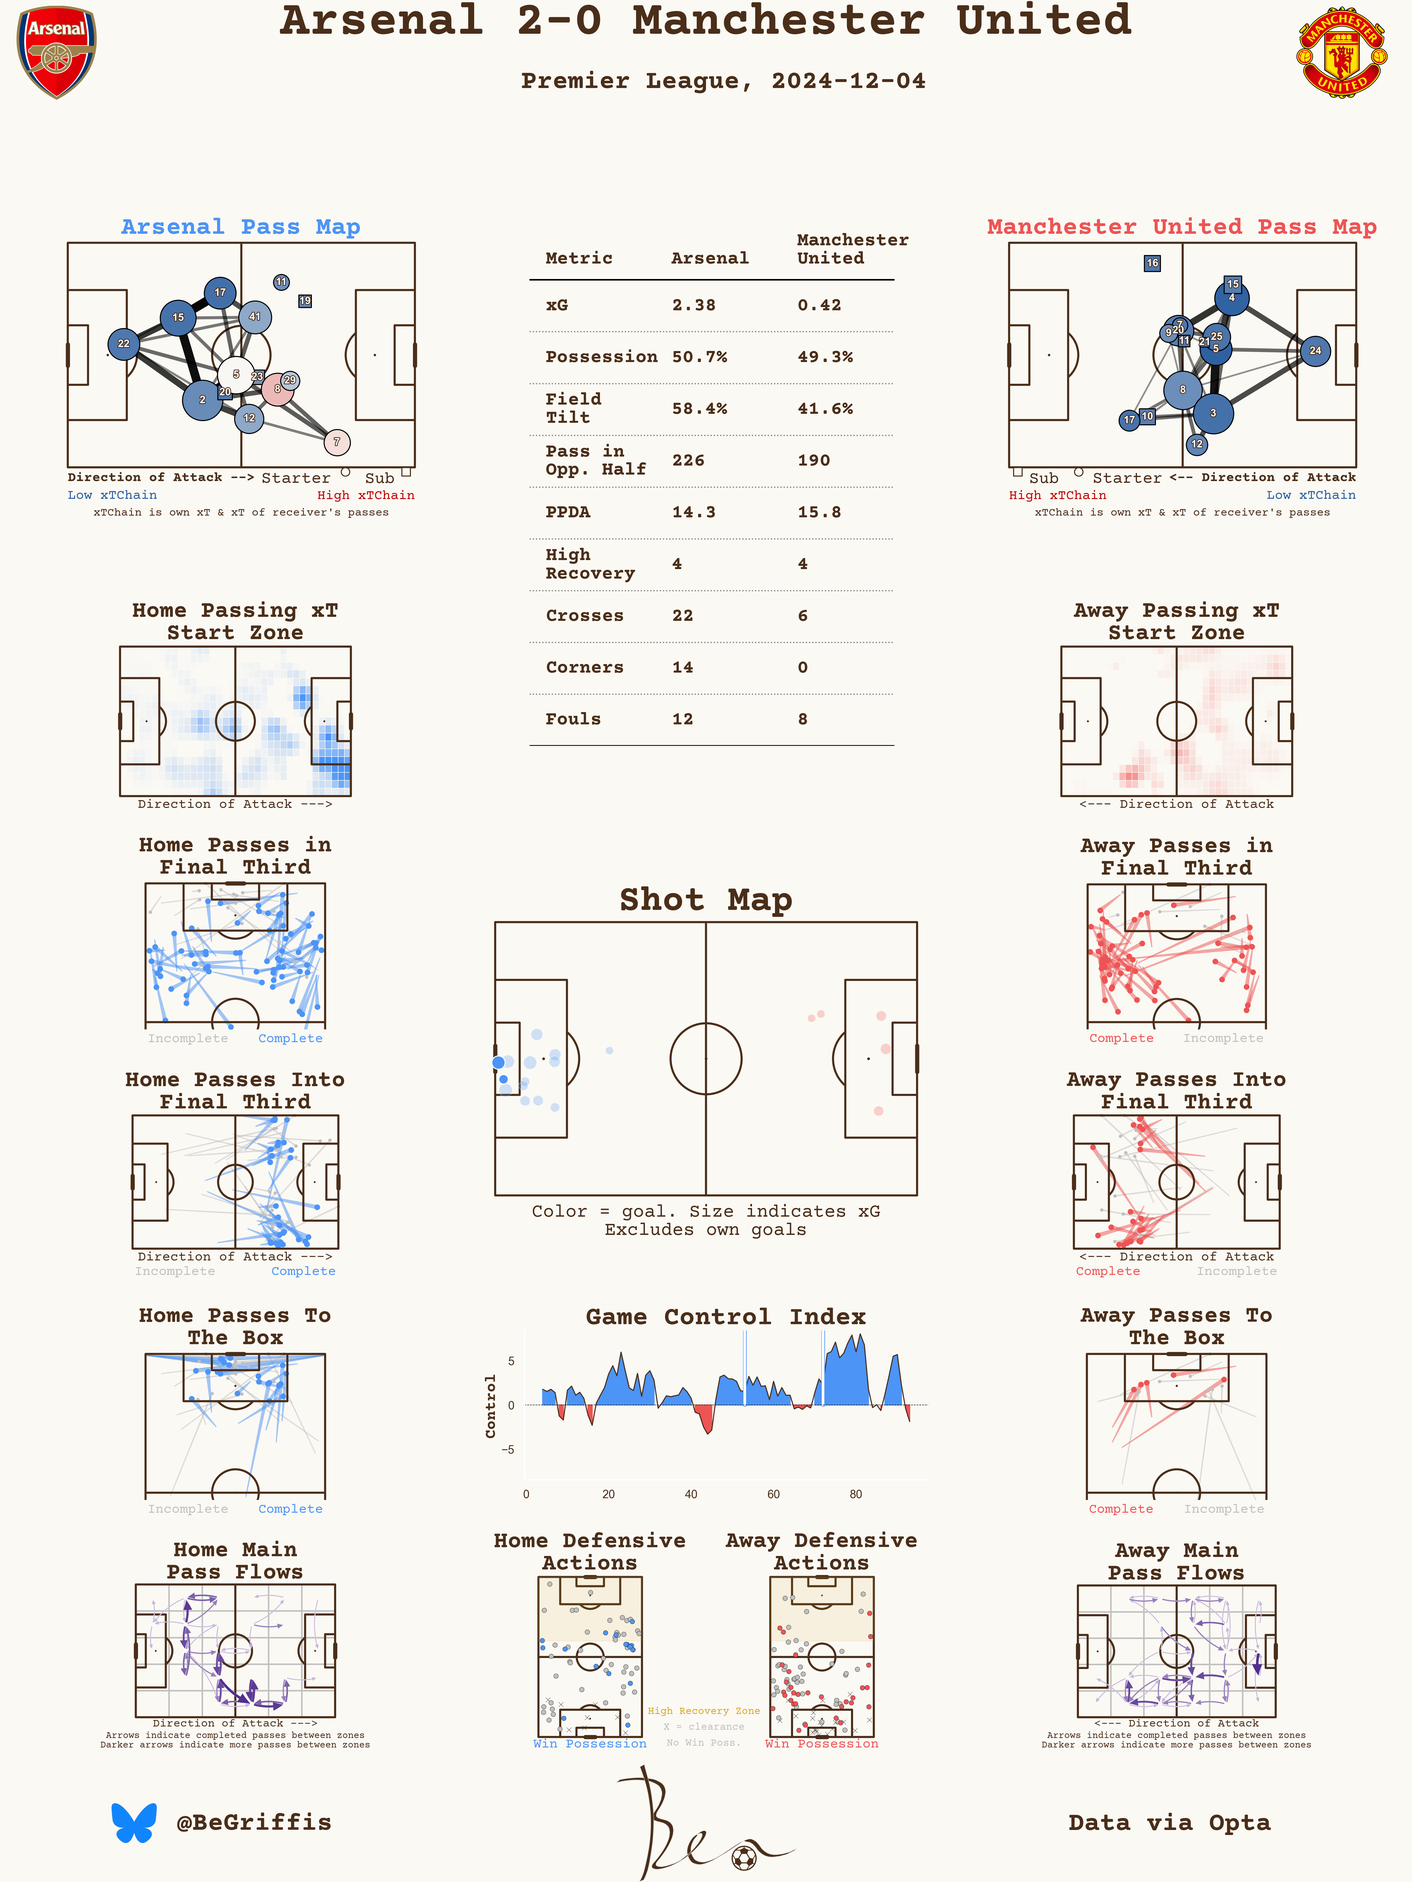 Arsenal 2-0 Manchester United
Premier League, 2024-12-04
Arsenal
MANCHESTER
UNITED
Arsenal Pass Map
11
19
17
15
41
22
5
23
29
8
20
2
12
7
Direction of Attack --> Starter Sub
Low xTChain High xTChain
xTChain is own xT & xT of receiver's passes
Metric Arsenal Manchester United
xG 2.38 0.42
Possession 50.7% 49.3%
Field Tilt 58.4% 41.6%
Pass in Opp. Half 226 190
PPDA 14.3 15.8
High Recovery 4 4
Crosses 22 6
Corners 14 0
Fouls 12 8
Manchester United Pass Map
16
15
4
7
9
20
11
21
25
5
24
8
17
10
3
12
Sub Starter <-- Direction of Attack
High xTChain Low xTChain
xTChain is own xT & xT of receiver's passes
Home Passing xT
Start Zone
Direction of Attack --->
Away Passing xT
Start Zone
<--- Direction of Attack
Home Passes in
Final Third
Incomplete Complete
Away Passes in
Final Third
Complete Incomplete
Shot Map
Color = goal. Size indicates xG
Excludes own goals
Home Passes Into
Final Third
Direction of Attack --->
Incomplete Complete
Away Passes Into
Final Third
<--- Direction of Attack
Complete Incomplete
Home Passes To
The Box
Incomplete Complete
Game Control Index
Control
5
0
−5
0 20 40 60 80
Away Passes To
The Box
Complete Incomplete
Home Main
Pass Flows
Direction of Attack --->
Arrows indicate completed passes between zones
Darker arrows indicate more passes between zones
Home Defensive
Actions
Win Possession
High Recovery Zone
X = clearance
No Win Poss.
Away Defensive
Actions
Win Possession
Away Main
Pass Flows
<--- Direction of Attack
Arrows indicate completed passes between zones
Darker arrows indicate more passes between zones
@BeGriffis
Ben
Data via Opta